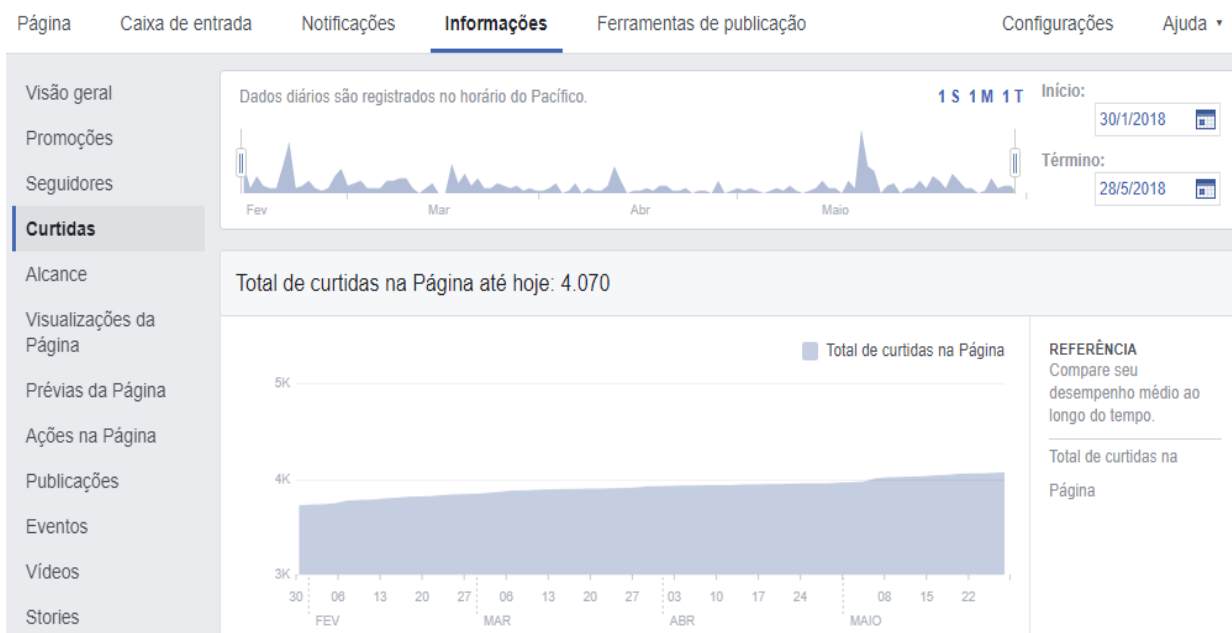 Página Caixa de entrada Notificações Informações Ferramentas de publicação Configurações Ajuda
Visão geral
Promoções
Seguidores
Curtidas
Alcance
Visualizações da
Página
Prévias da Página
Ações na Página
Publicações
Eventos
Vídeos
Stories
Dados diários são registrados no horário do Pacífico.
1 S 1 M 1 T
Início:
30/1/2018
Término:
28/5/2018
Fev Mar Abr Maio
Total de curtidas na Página até hoje: 4.070
Total de curtidas na Página
5K
4K
3K
30 06 13 20 27 06 13 20 27 03 10 17 24 08 15 22
FEV MAR ABR MAIO
REFERÊNCIA
Compare seu
desempenho médio ao
longo do tempo.
Total de curtidas na
Página